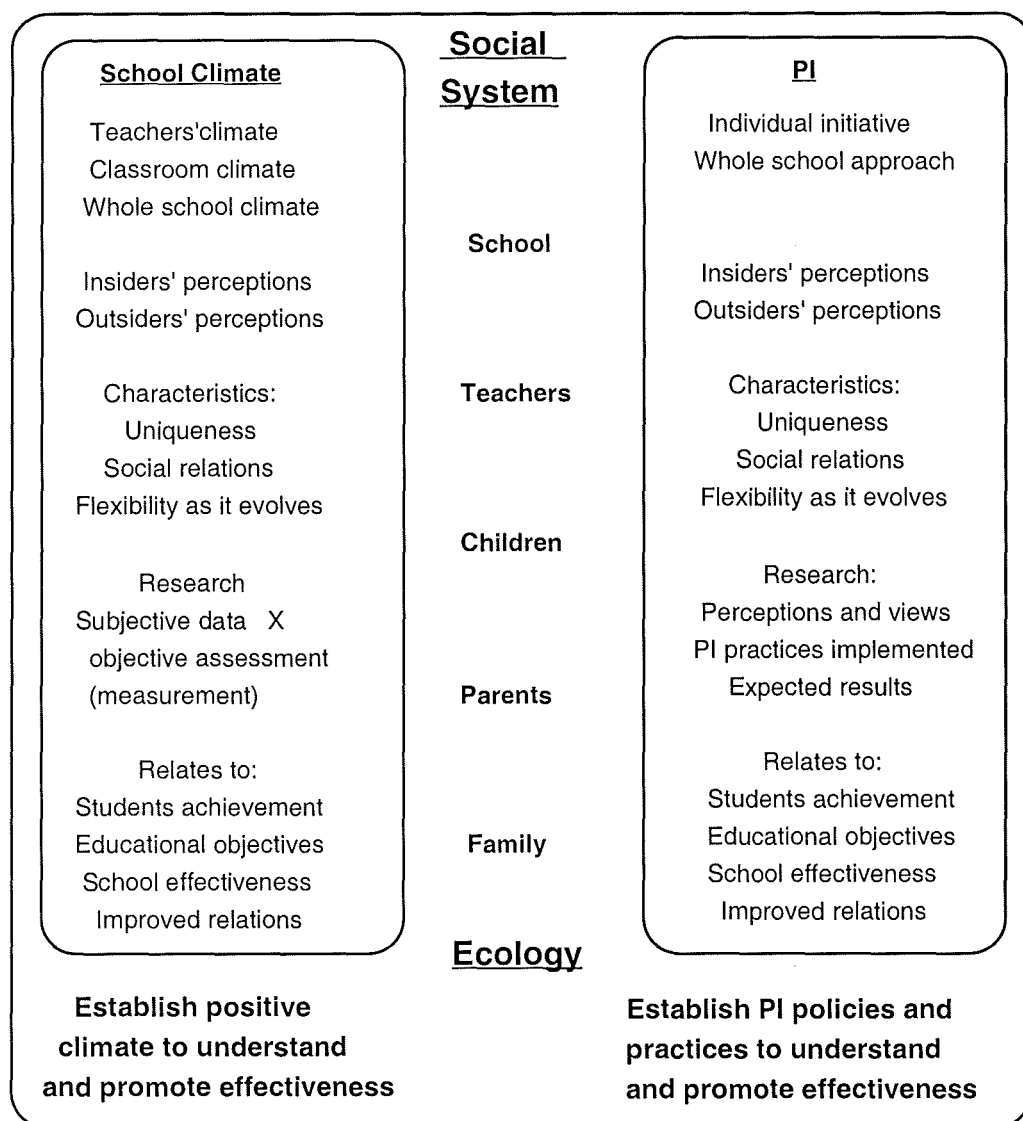 Social
System
School Climate
Teachers'climate
Classroom climate
Whole school climate
Insiders' perceptions
Outsiders' perceptions
Characteristics:
Uniqueness
Social relations
Flexibility as it evolves
Research
Subjective data X
objective assessment
(measurement)
Relates to:
Students achievement
Educational objectives
School effectiveness
Improved relations
School
Teachers
Children
Parents
Family
Ecology
PI
Individual initiative
Whole school approach
Insiders' perceptions
Outsiders' perceptions
Characteristics:
Uniqueness
Social relations
Flexibility as it evolves
Research:
Perceptions and views
PI practices implemented
Expected results
Relates to:
Students achievement
Educational objectives
School effectiveness
Improved relations
Establish positive
climate to understand
and promote effectiveness
Establish PI policies and
practices to understand
and promote effectiveness